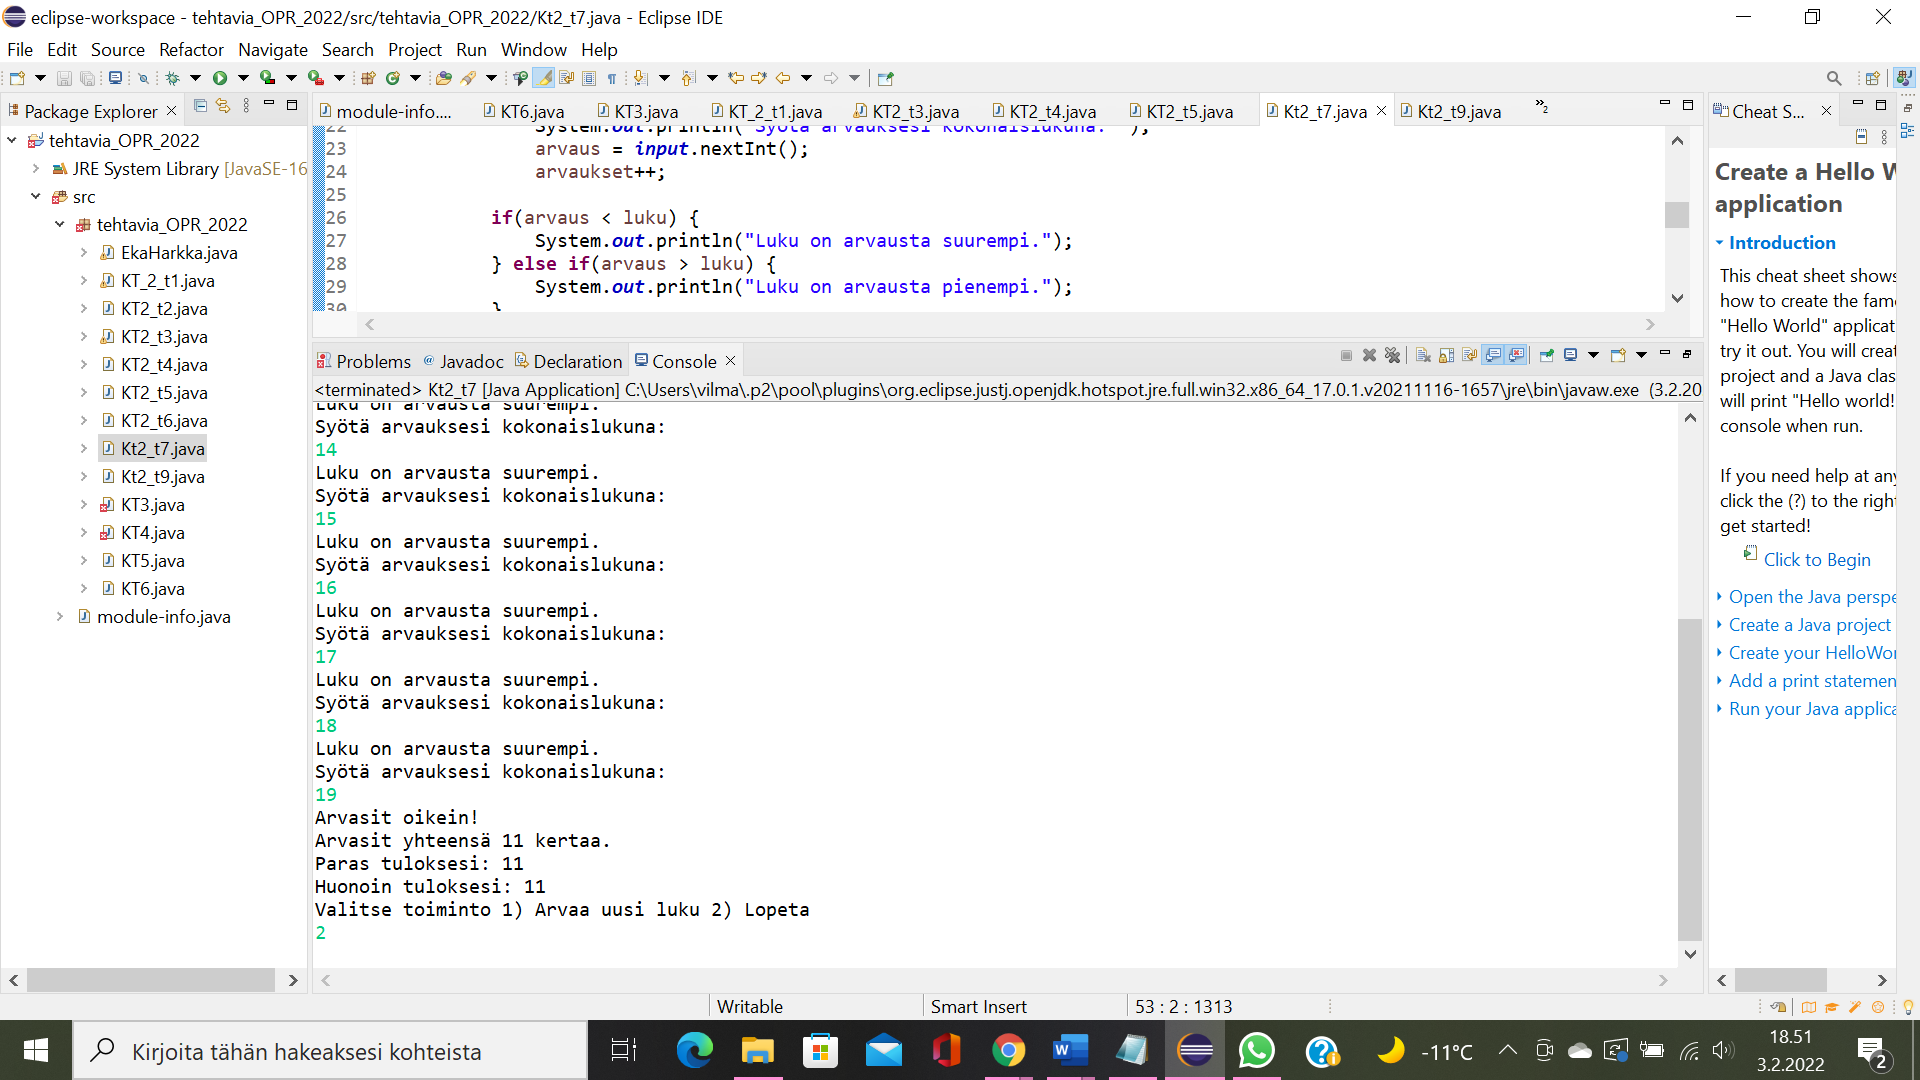 eclipse-workspace - tehtavia_OPR_2022/src/tehtavia_OPR_2022/Kt2_t7.java - Eclipse IDE
File Edit Source Refactor Navigate Search Project Run Window Help
Package Explorer
tehtavia_OPR_2022
JRE System Library [JavaSE-16
src
tehtavia_OPR_2022
EkaHarkka.java
KT_2_t1.java
KT2_t2.java
KT2_t3.java
KT2_t4.java
KT2_t5.java
KT2_t6.java
Kt2_t7.java
Kt2_t9.java
KT3.java
KT4.java
KT5.java
KT6.java
module-info.java
module-info.... KT6.java KT3.java KT_2_t1.java KT2_t3.java KT2_t4.java KT2_t5.java Kt2_t7.java Kt2_t9.java »2
22 System.out.println("Syötä arvauksesi kokonaislukuna: ");
23 arvaus = input.nextInt();
24 arvaukset++;
25
26 if(arvaus < luku) {
27 System.out.println("Luku on arvausta suurempi.");
28 } else if(arvaus > luku) {
29 System.out.println("Luku on arvausta pienempi.");
30 }
Problems Javadoc Declaration Console
<terminated> Kt2_t7 [Java Application] C:\Users\vilma\.p2\pool\plugins\org.eclipse.justj.openjdk.hotspot.jre.full.win32.x86_64_17.0.1.v20211116-1657\jre\bin\javaw.exe (3.2.20
Luku on arvausta suurempi.
Syötä arvauksesi kokonaislukuna:
14
Luku on arvausta suurempi.
Syötä arvauksesi kokonaislukuna:
15
Luku on arvausta suurempi.
Syötä arvauksesi kokonaislukuna:
16
Luku on arvausta suurempi.
Syötä arvauksesi kokonaislukuna:
17
Luku on arvausta suurempi.
Syötä arvauksesi kokonaislukuna:
18
Luku on arvausta suurempi.
Syötä arvauksesi kokonaislukuna:
19
Arvasit oikein!
Arvasit yhteensä 11 kertaa.
Paras tuloksesi: 11
Huonoin tuloksesi: 11
Valitse toiminto 1) Arvaa uusi luku 2) Lopeta
2
Cheat S...
Create a Hello W
application
Introduction
This cheat sheet shows
how to create the fam
"Hello World" applicat
try it out. You will creat
project and a Java clas
will print "Hello world!
console when run.
If you need help at any
click the (?) to the righ
get started!
Click to Begin
Open the Java perspe
Create a Java project
Create your HelloWor
Add a print statemen
Run your Java applica
Writable Smart Insert 53 : 2 : 1313
Kirjoita tähän hakeaksesi kohteista
-11°C
18.51
3.2.2022
2